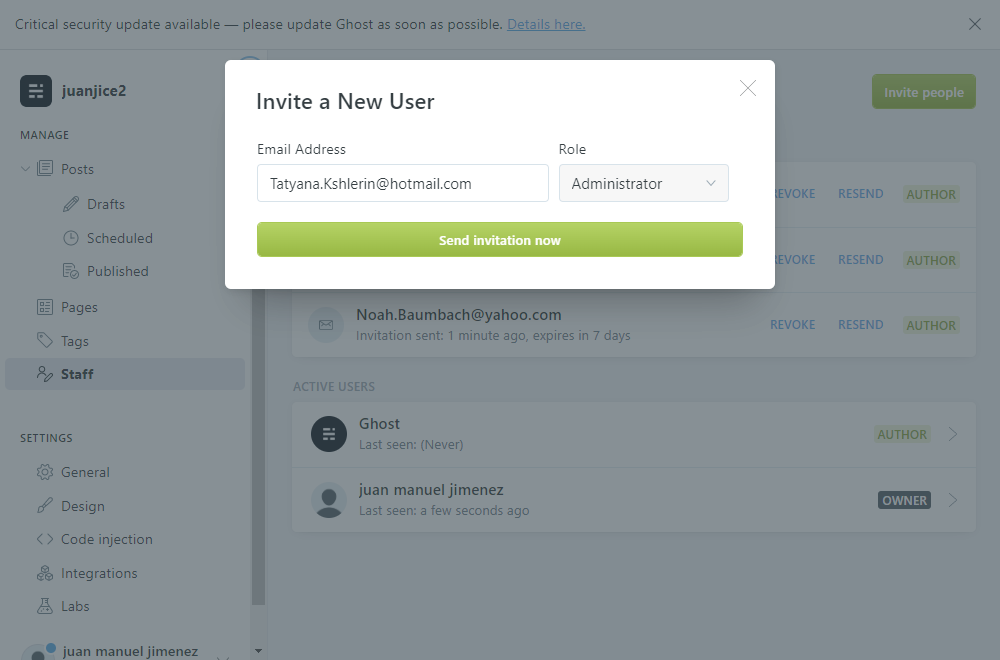 Critical security update available — please update Ghost as soon as possible. Details here.
juanjice2
MANAGE
Posts
Drafts
Scheduled
Published
Pages
Tags
Staff
SETTINGS
General
Design
Code injection
Integrations
Labs
juan manuel jimenez
Invite people
Invite a New User
Email Address
Role
Tatyana.Kshlerin@hotmail.com
Administrator
Send invitation now
REVOKE RESEND AUTHOR
REVOKE RESEND AUTHOR
Noah.Baumbach@yahoo.com
Invitation sent: 1 minute ago, expires in 7 days
REVOKE RESEND AUTHOR
ACTIVE USERS
Ghost
Last seen: (Never)
AUTHOR
juan manuel jimenez
Last seen: a few seconds ago
OWNER